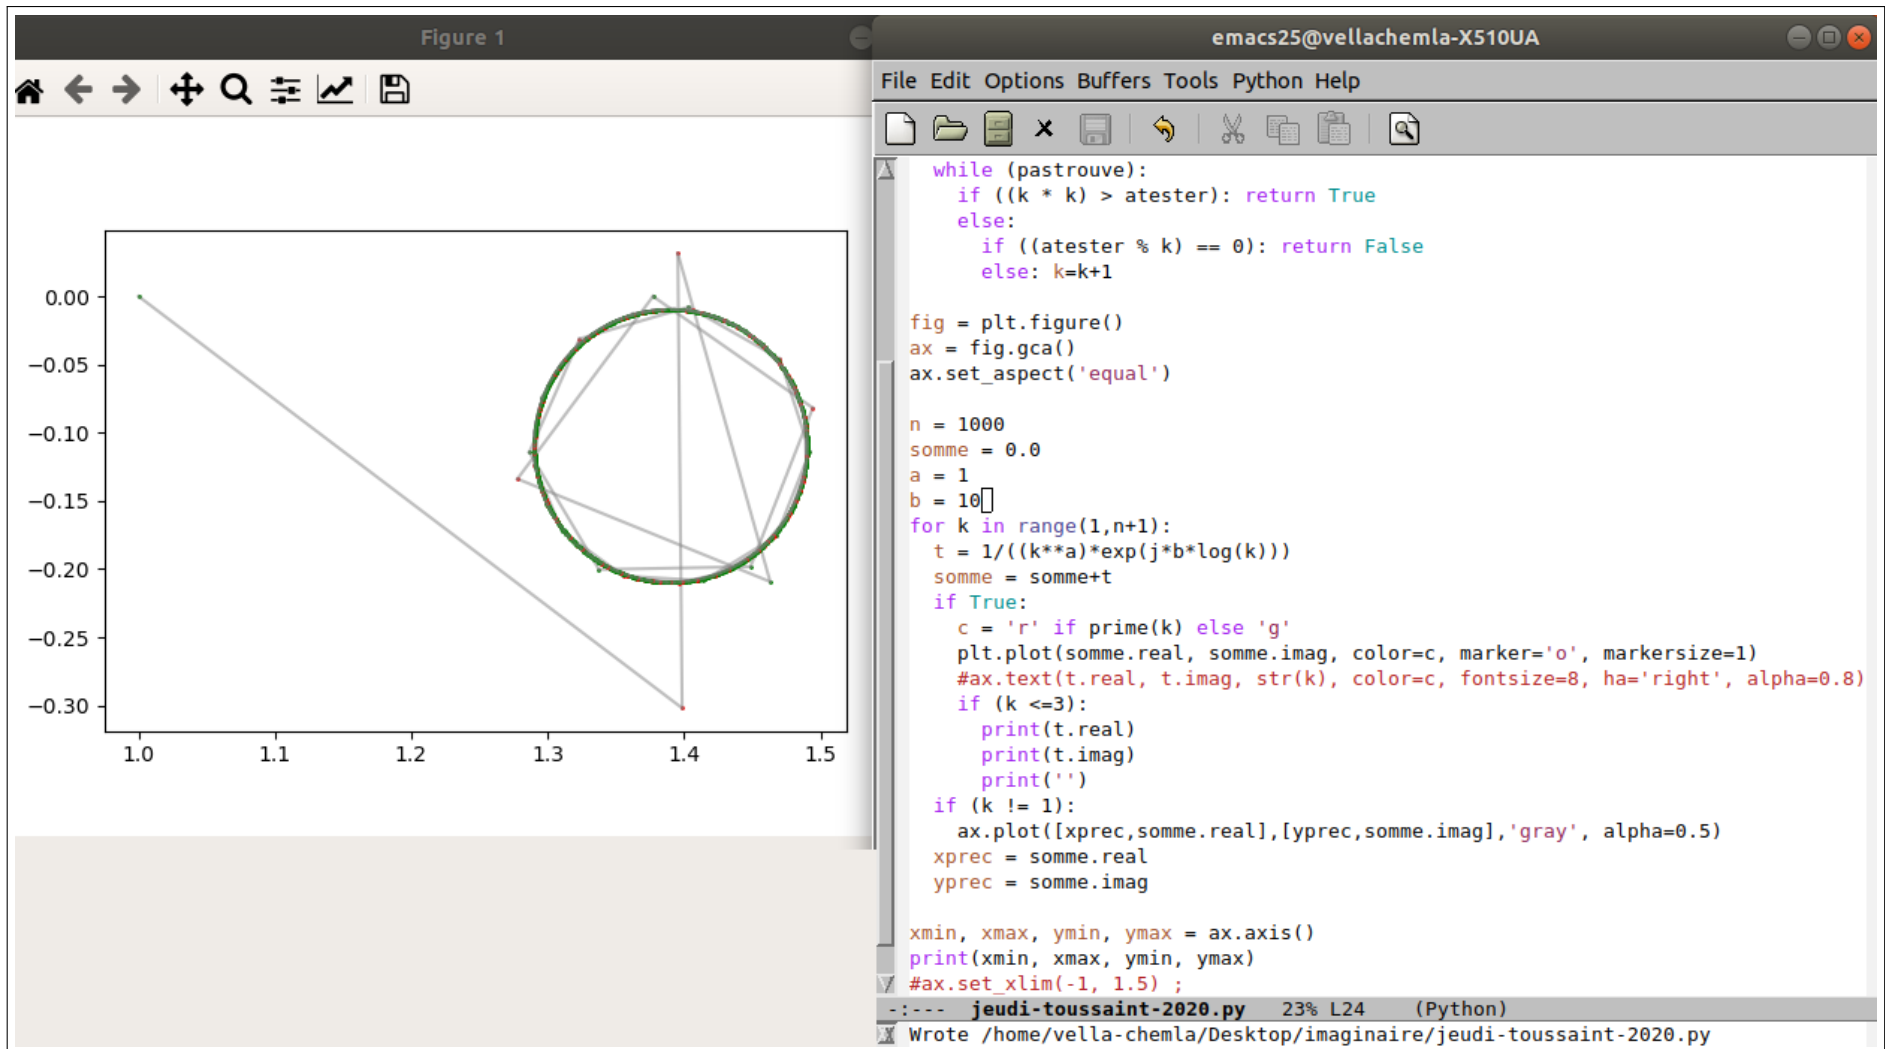 Figure 1
0.00
−0.05
−0.10
−0.15
−0.20
−0.25
−0.30
1.0 1.1 1.2 1.3 1.4 1.5
emacs25@vellachemla-X510UA
File Edit Options Buffers Tools Python Help
while (pastrouve):
if ((k * k) > atester): return True
else:
if ((atester % k) == 0): return False
else: k=k+1
fig = plt.figure()
ax = fig.gca()
ax.set_aspect('equal')
n = 1000
somme = 0.0
a = 1
b = 10
for k in range(1,n+1):
t = 1/((k**a)*exp(j*b*log(k)))
somme = somme+t
if True:
c = 'r' if prime(k) else 'g'
plt.plot(somme.real, somme.imag, color=c, marker='o', markersize=1)
#ax.text(t.real, t.imag, str(k), color=c, fontsize=8, ha='right', alpha=0.8)
if (k <=3):
print(t.real)
print(t.imag)
print('')
if (k != 1):
ax.plot([xprec,somme.real],[yprec,somme.imag],'gray', alpha=0.5)
xprec = somme.real
yprec = somme.imag
xmin, xmax, ymin, ymax = ax.axis()
print(xmin, xmax, ymin, ymax)
#ax.set_xlim(-1, 1.5) ;
-:--- jeudi-toussaint-2020.py 23% L24 (Python)
Wrote /home/vella-chemla/Desktop/imaginaire/jeudi-toussaint-2020.py